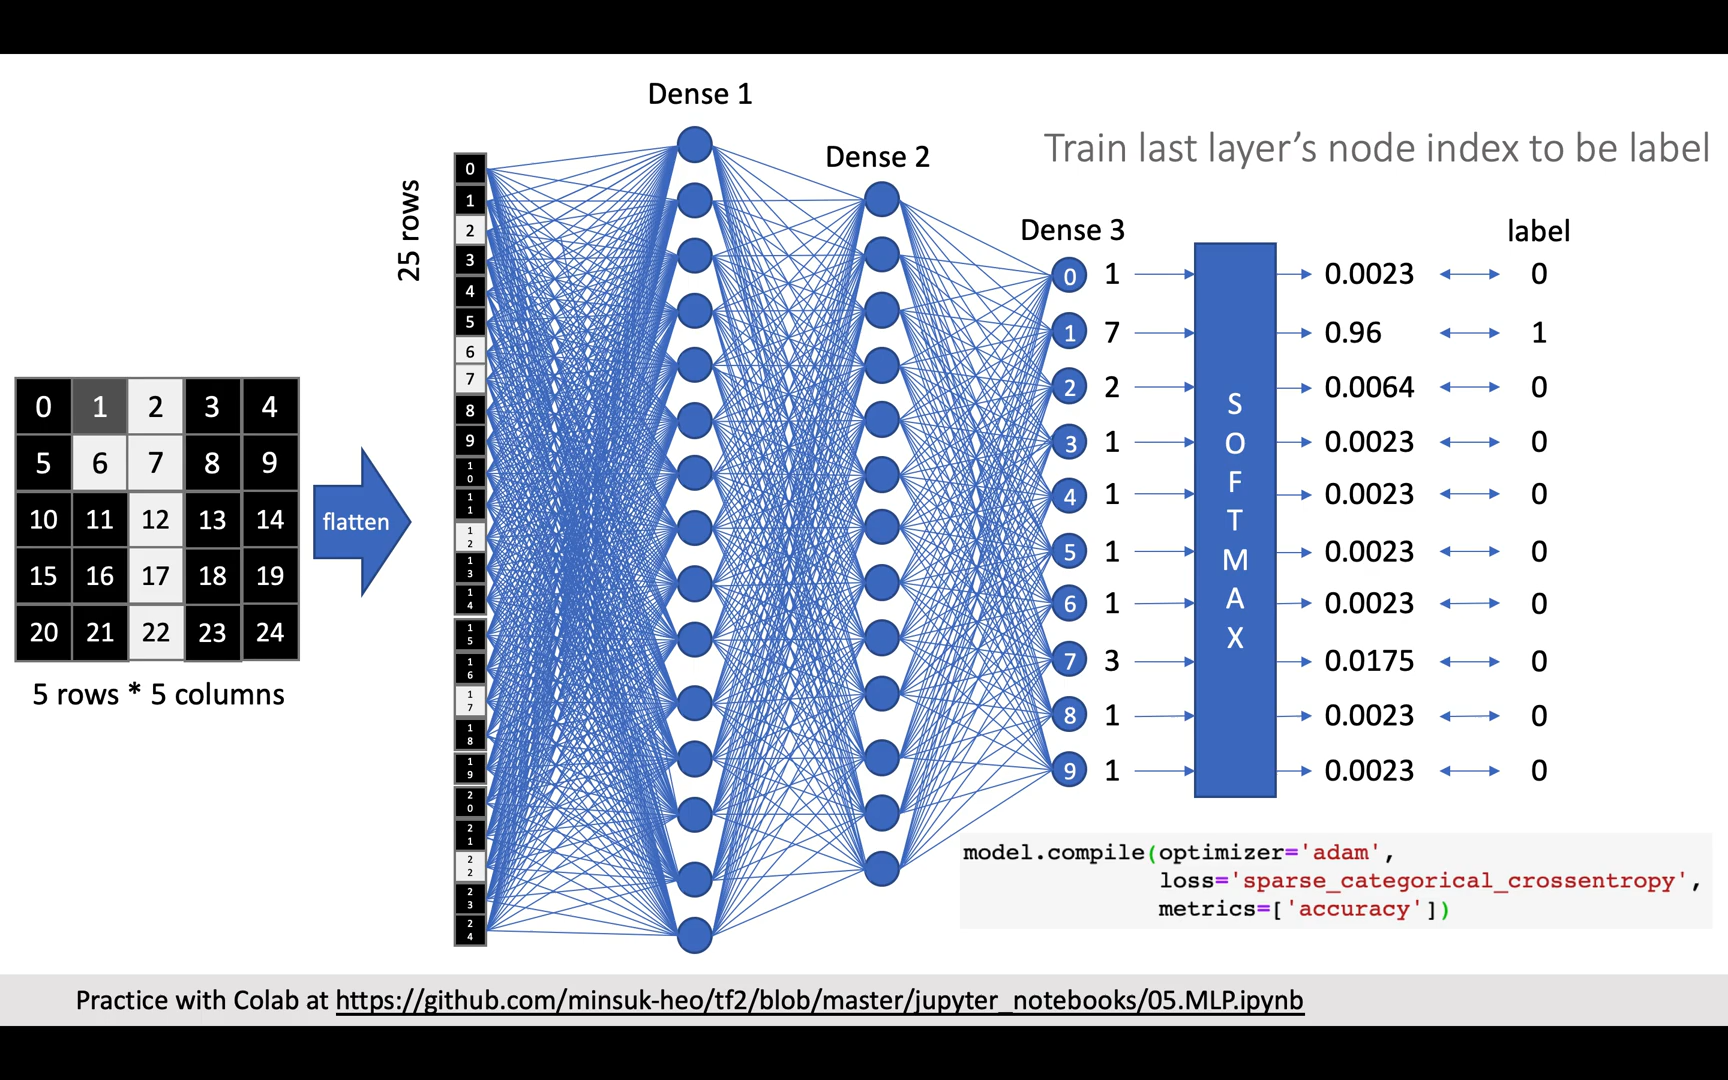 Dense 1
Dense 2
Train last layer's node index to be label
Dense 3
label
25 rows
0
1
2
3
4
5
6
7
8
9
10
11
12
13
14
15
16
17
18
19
20
21
22
23
24
0 1 2 3 4
5 6 7 8 9
10 11 12 13 14
15 16 17 18 19
20 21 22 23 24
5 rows * 5 columns
flatten
0 1 0.0023 0
1 7 0.96 1
2 2 0.0064 0
3 1 0.0023 0
4 1 0.0023 0
5 1 0.0023 0
6 1 0.0023 0
7 3 0.0175 0
8 1 0.0023 0
9 1 0.0023 0
SOFTMAX
model.compile(optimizer='adam',
loss='sparse_categorical_crossentropy',
metrics=['accuracy'])
Practice with Colab at https://github.com/minsuk-heo/tf2/blob/master/jupyter_notebooks/05.MLP.ipynb